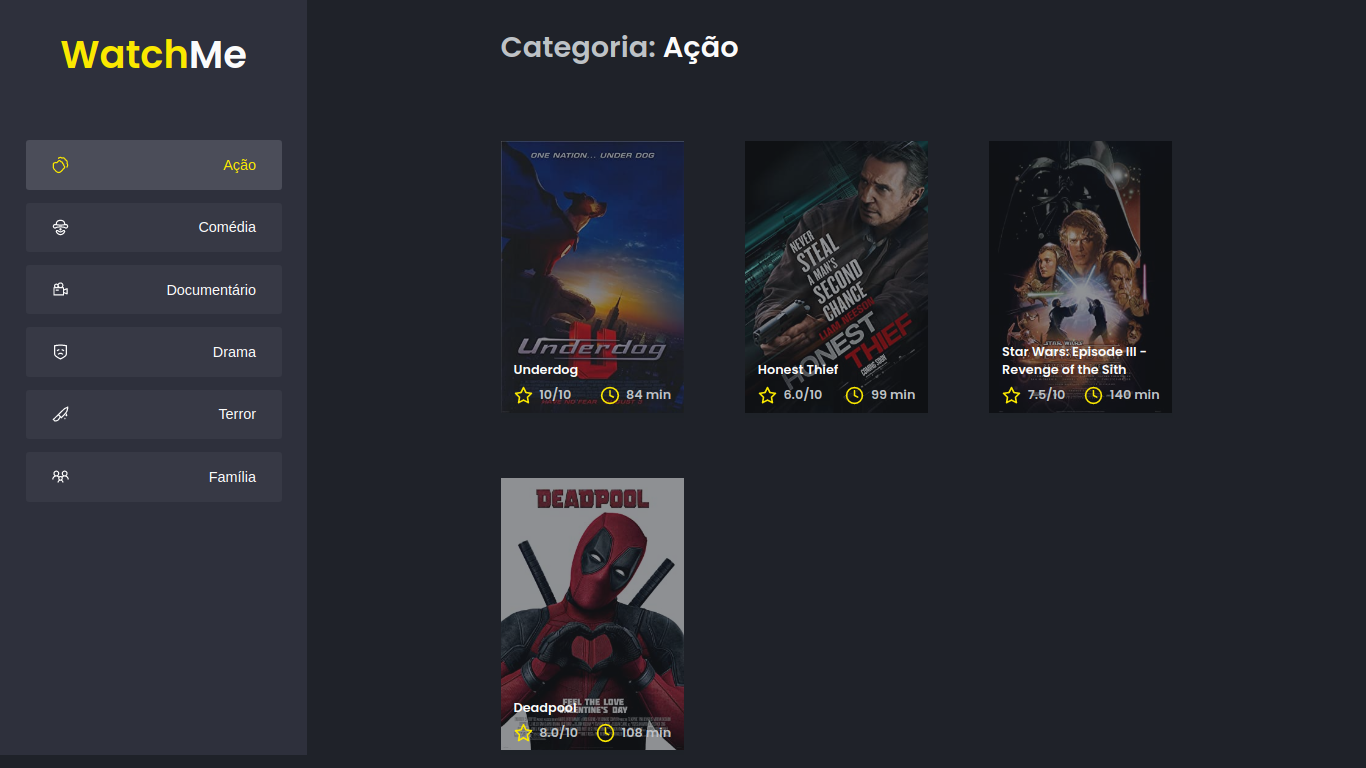 WatchMe
Ação
Comédia
Documentário
Drama
Terror
Família
Categoria: Ação
ONE NATION... UNDER DOG
Underdog
Underdog
10/10 84 min
NEVER
STEAL
A MAN'S
SECOND
CHANCE
LIAM NEESON
HONEST
THIEF
COMING SOON
Honest Thief
6.0/10 99 min
STAR WARS
Star Wars: Episode III -
Revenge of the Sith
7.5/10 140 min
DEADPOOL
FEEL THE LOVE
Deadpool
8.0/10 108 min